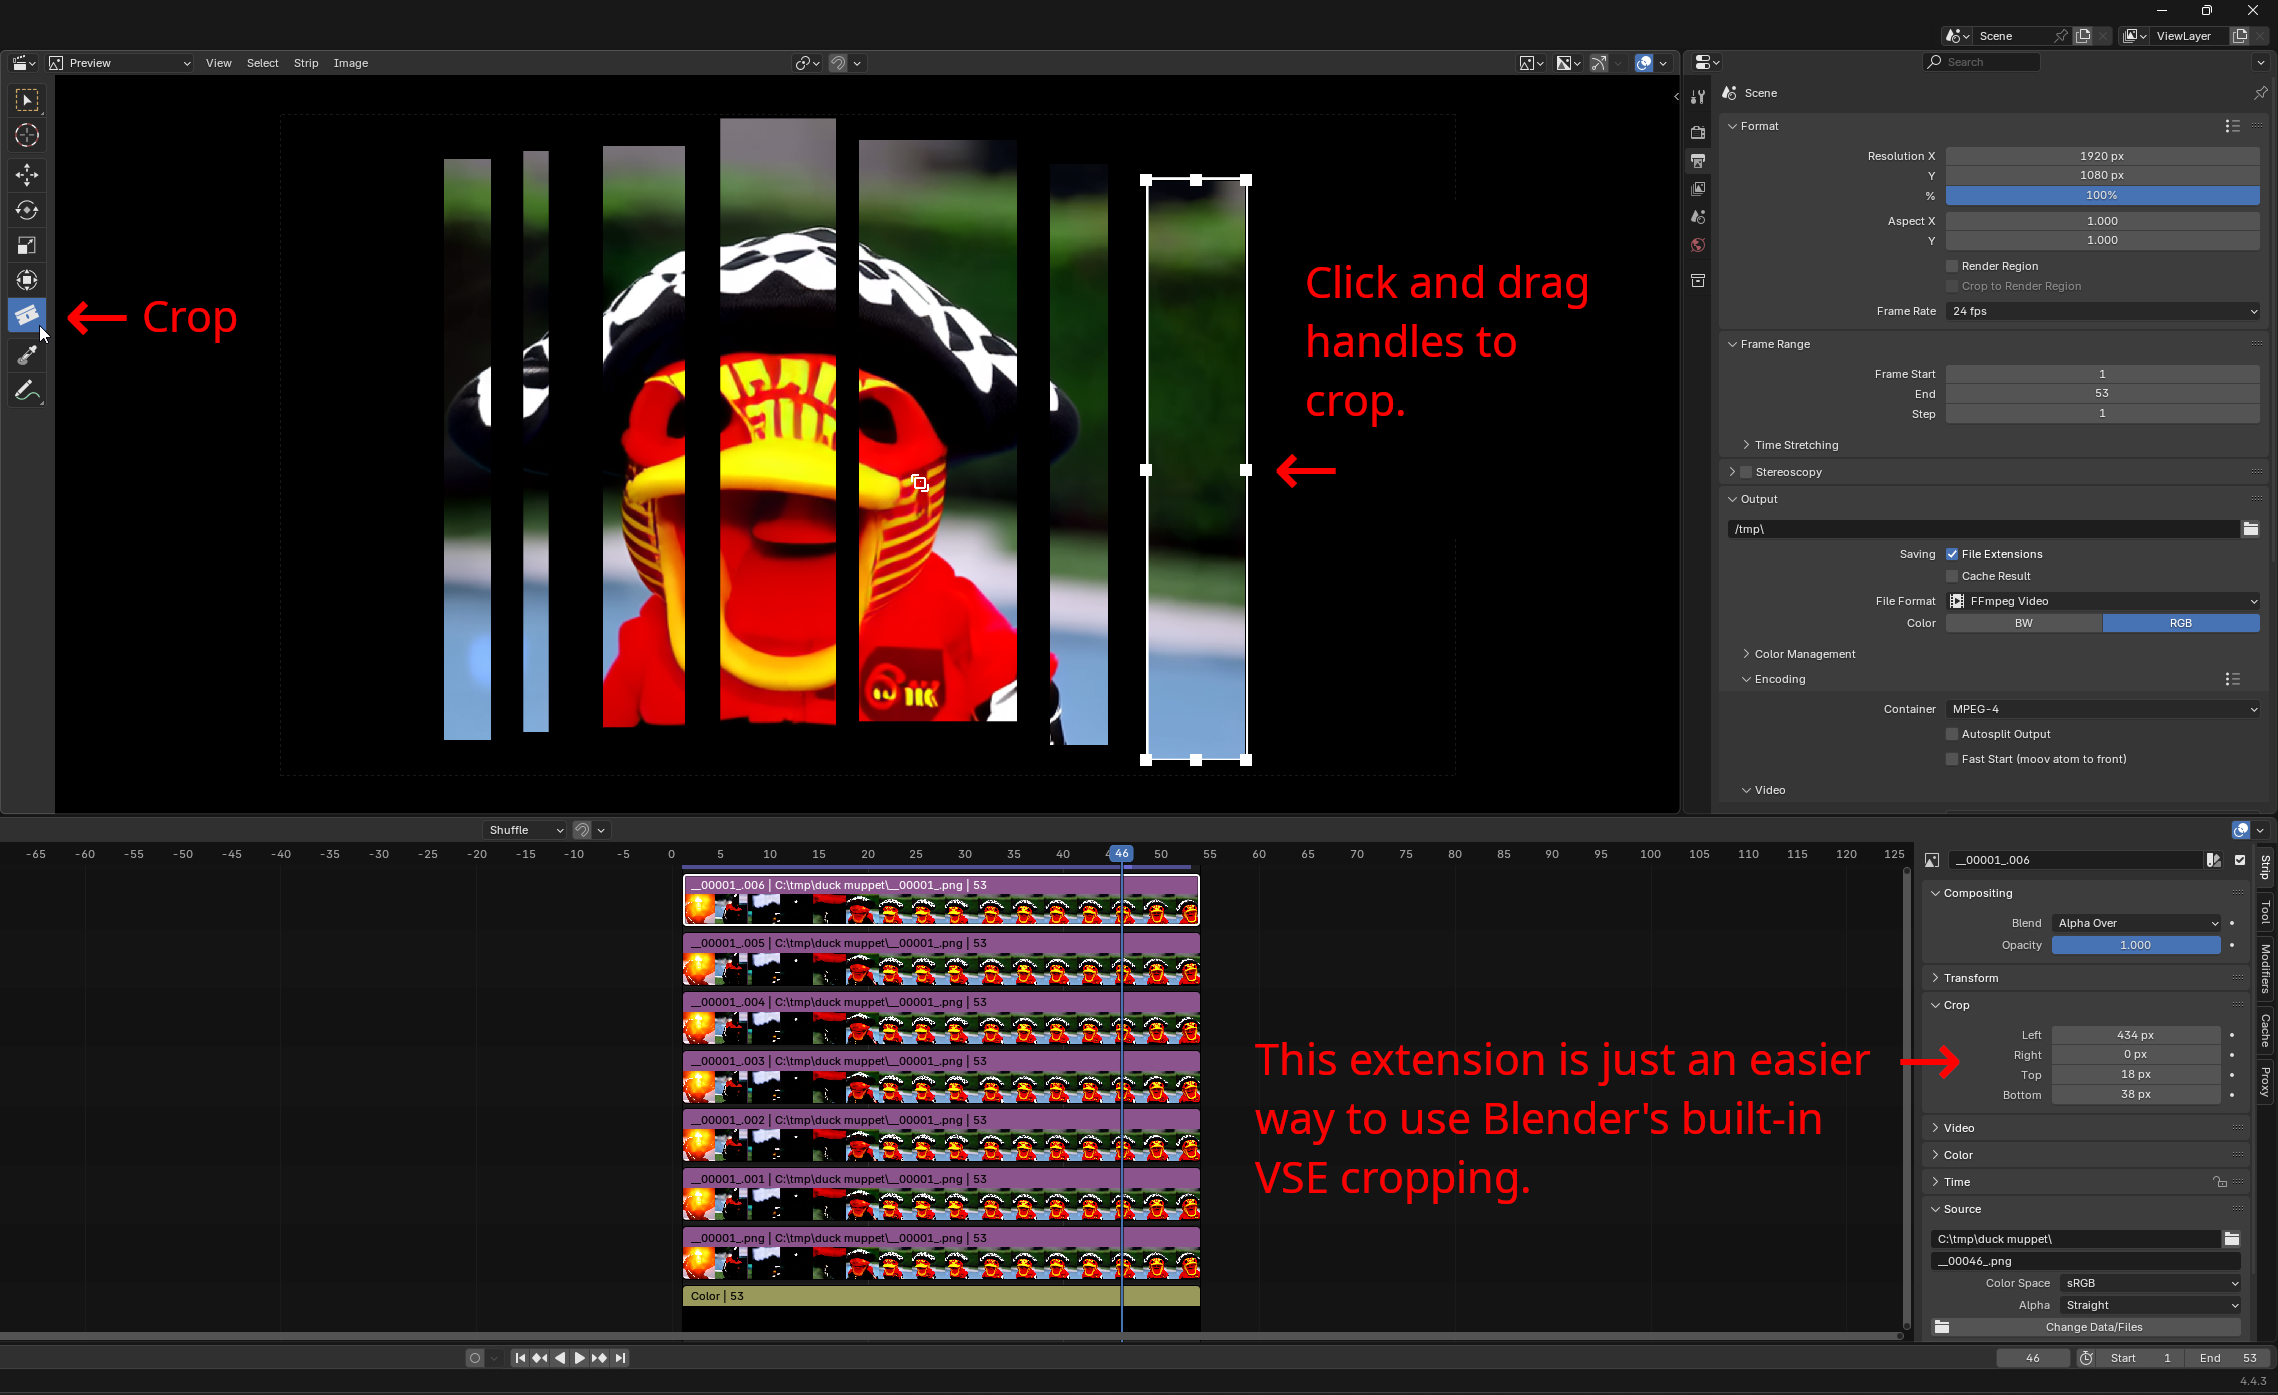 Scene
ViewLayer
Preview
View
Select
Strip
Image
Search
Scene
Format
Resolution X
1920 px
Y
1080 px
%
100%
Aspect X
1.000
Y
1.000
Render Region
Crop to Render Region
Frame Rate
24 fps
Frame Range
Frame Start
1
End
53
Step
1
Time Stretching
Stereoscopy
Output
/tmp\
Saving
File Extensions
Cache Result
File Format
FFmpeg Video
Color
BW
RGB
Color Management
Encoding
Container
MPEG-4
Autosplit Output
Fast Start (moov atom to front)
Video
Crop
Click and drag
handles to
crop.
Shuffle
-65 -60 -55 -50 -45 -40 -35 -30 -25 -20 -15 -10 -5 0 5 10 15 20 25 30 35 40 46 50 55 60 65 70 75 80 85 90 95 100 105 110 115 120 125
__00001_.006 | C:\tmp\duck muppet\__00001_.png | 53
__00001_.005 | C:\tmp\duck muppet\__00001_.png | 53
__00001_.004 | C:\tmp\duck muppet\__00001_.png | 53
__00001_.003 | C:\tmp\duck muppet\__00001_.png | 53
__00001_.002 | C:\tmp\duck muppet\__00001_.png | 53
__00001_.001 | C:\tmp\duck muppet\__00001_.png | 53
__00001_.png | C:\tmp\duck muppet\__00001_.png | 53
Color | 53
This extension is just an easier
way to use Blender's built-in
VSE cropping.
__00001_.006
Compositing
Blend
Alpha Over
Opacity
1.000
Transform
Crop
Left
434 px
Right
0 px
Top
18 px
Bottom
38 px
Video
Color
Time
Source
C:\tmp\duck muppet\
__00046_.png
Color Space
sRGB
Alpha
Straight
Change Data/Files
Strip
Tool
Modifiers
Cache
Proxy
46
Start 1
End 53
4.4.3